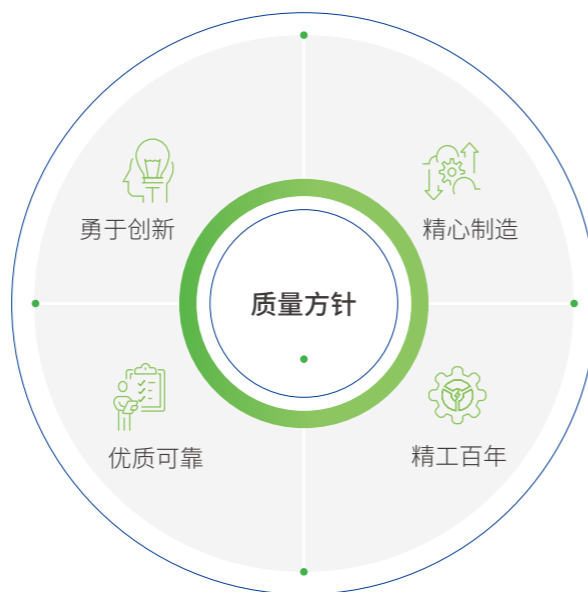 勇于创新
精心制造
质量方针
优质可靠
精工百年